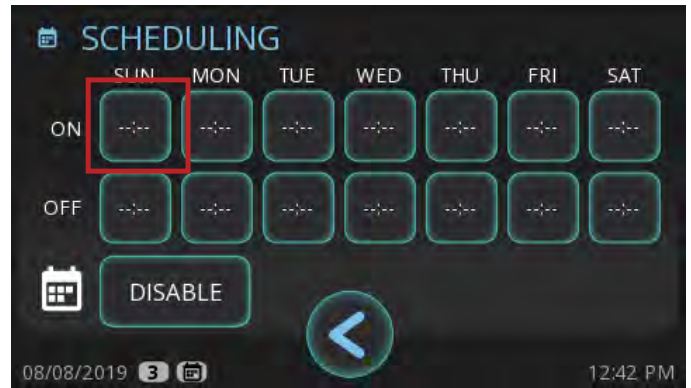 SCHEDULING
SUN MON TUE WED THU FRI SAT
ON --:-- --:-- --:-- --:-- --:-- --:-- --:--
OFF --:-- --:-- --:-- --:-- --:-- --:-- --:--
DISABLE
08/08/2019 3 12:42 PM